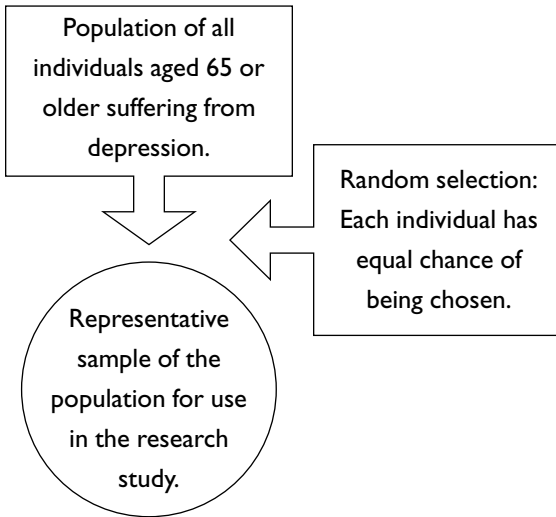 Population of all
individuals aged 65 or
older suffering from
depression.
Random selection:
Each individual has
equal chance of
being chosen.
Representative
sample of the
population for use
in the research
study.